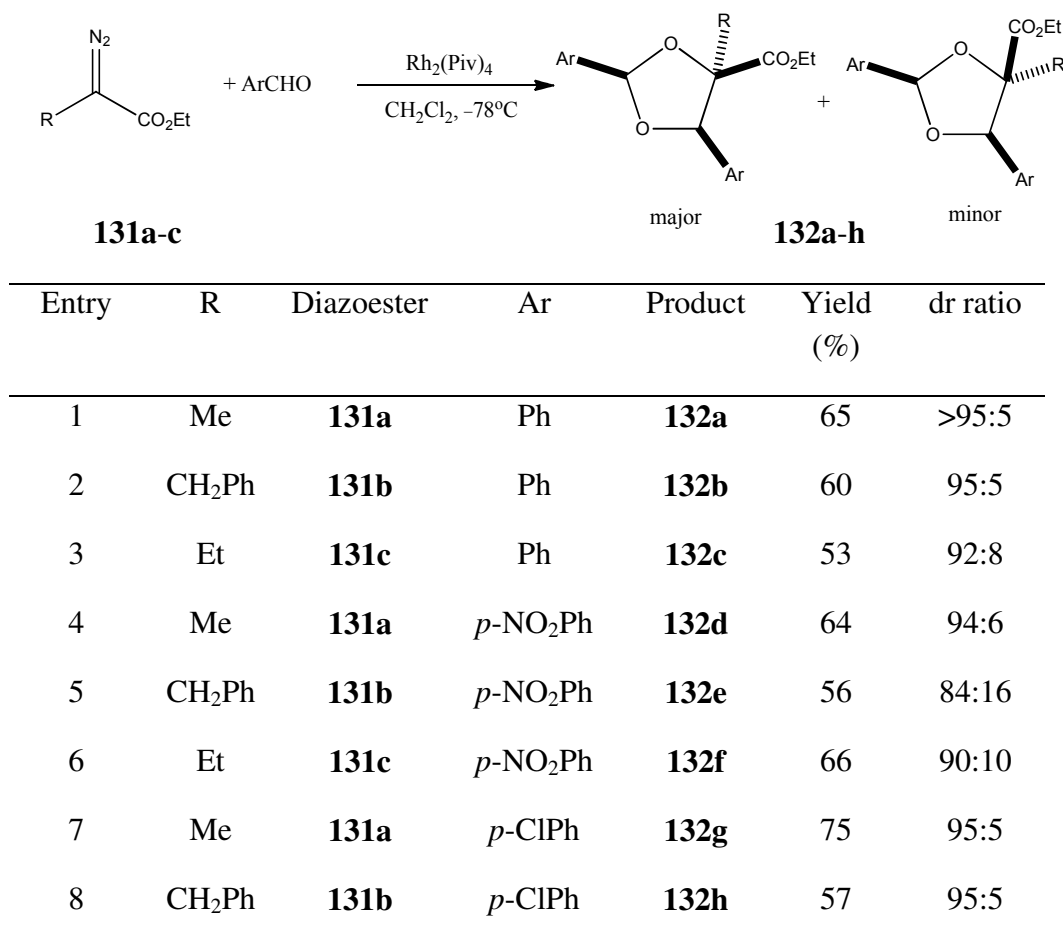 N₂
R CO₂Et
+ ArCHO
Rh₂(Piv)₄
CH₂Cl₂, –78°C
R
O
Ar CO₂Et
O
Ar
major
+
CO₂Et
O
Ar R
O
Ar
minor
131a-c 132a-h
Entry R Diazoester Ar Product Yield dr ratio
(%)
1 Me 131a Ph 132a 65 >95:5
2 CH₂Ph 131b Ph 132b 60 95:5
3 Et 131c Ph 132c 53 92:8
4 Me 131a p-NO₂Ph 132d 64 94:6
5 CH₂Ph 131b p-NO₂Ph 132e 56 84:16
6 Et 131c p-NO₂Ph 132f 66 90:10
7 Me 131a p-ClPh 132g 75 95:5
8 CH₂Ph 131b p-ClPh 132h 57 95:5